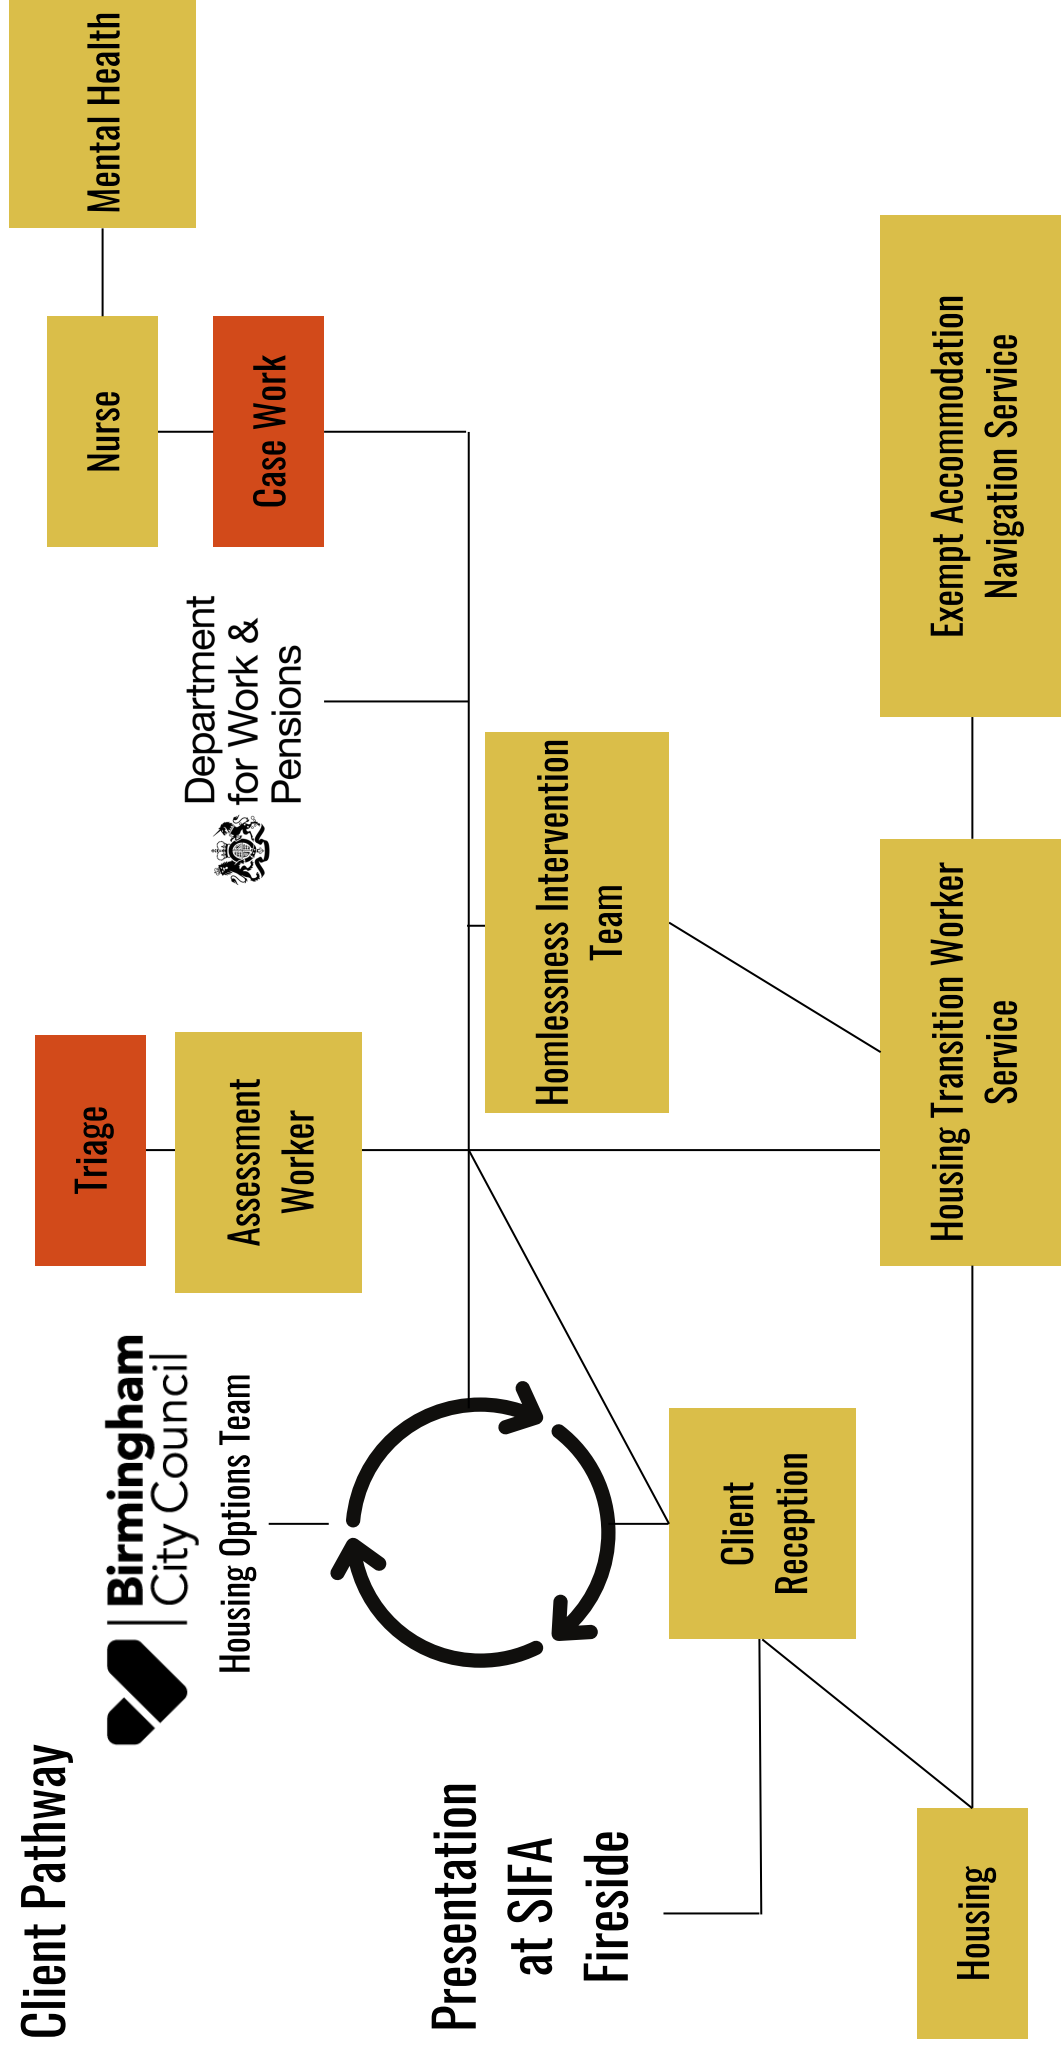 Client Pathway
Birmingham
City Council
Housing Options Team
Triage
Assessment
Worker
Department
for Work &
Pensions
Nurse
Mental Health
Case Work
Presentation
at SIFA
Fireside
Homlessness Intervention
Team
Client
Reception
Housing
Housing Transition Worker
Service
Exempt Accommodation
Navigation Service